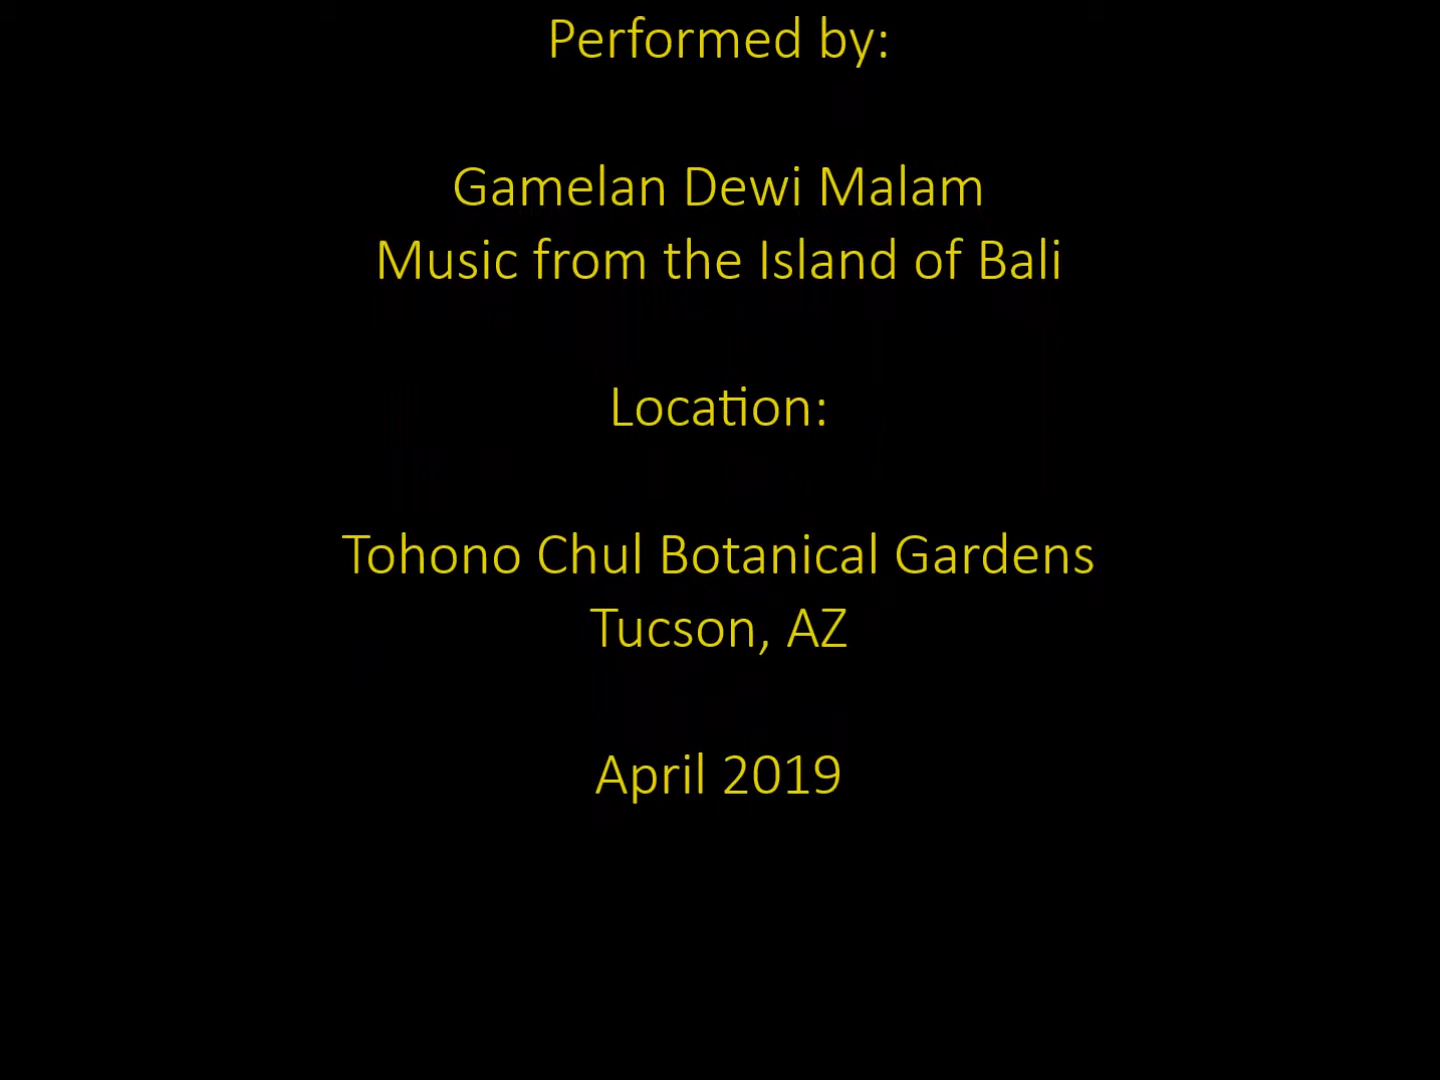 Performed by:
Gamelan Dewi Malam
Music from the Island of Bali
Location:
Tohono Chul Botanical Gardens
Tucson, AZ
April 2019